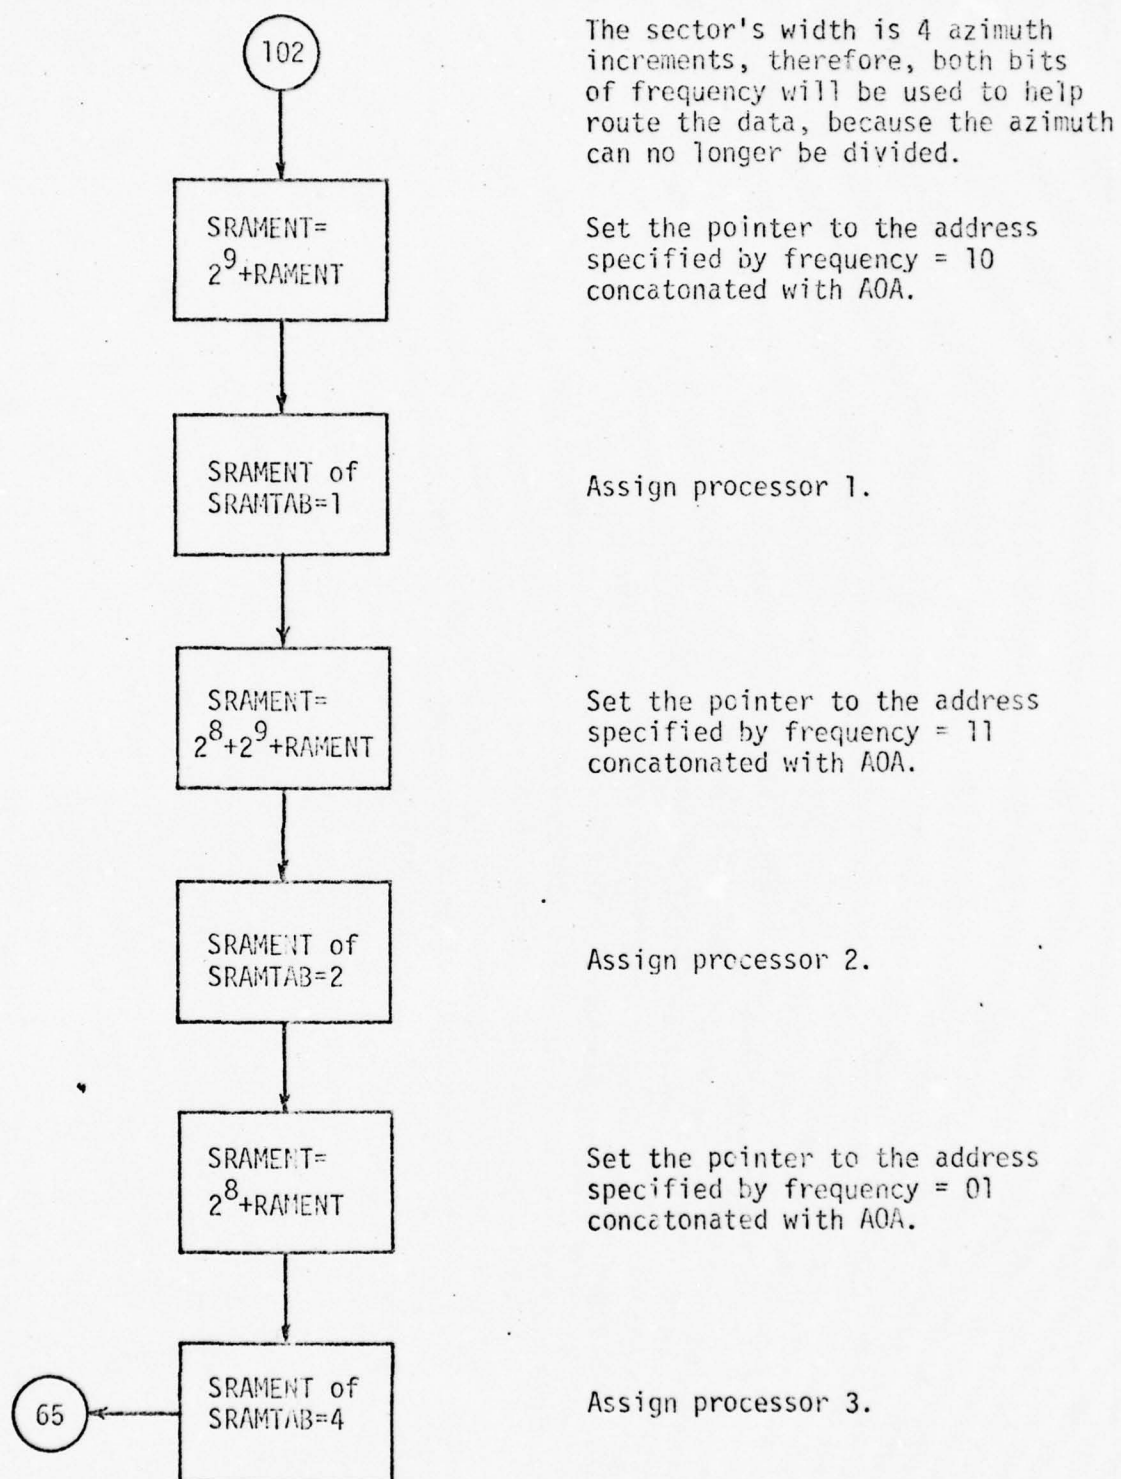 102
The sector's width is 4 azimuth
increments, therefore, both bits
of frequency will be used to help
route the data, because the azimuth
can no longer be divided.
SRAMENT=
2^9+RAMENT
Set the pointer to the address
specified by frequency = 10
concatonated with AOA.
SRAMENT of
SRAMTAB=1
Assign processor 1.
SRAMENT=
2^8+2^9+RAMENT
Set the pointer to the address
specified by frequency = 11
concatonated with AOA.
SRAMENT of
SRAMTAB=2
Assign processor 2.
SRAMENT=
2^8+RAMENT
Set the pointer to the address
specified by frequency = 01
concatonated with AOA.
65
SRAMENT of
SRAMTAB=4
Assign processor 3.